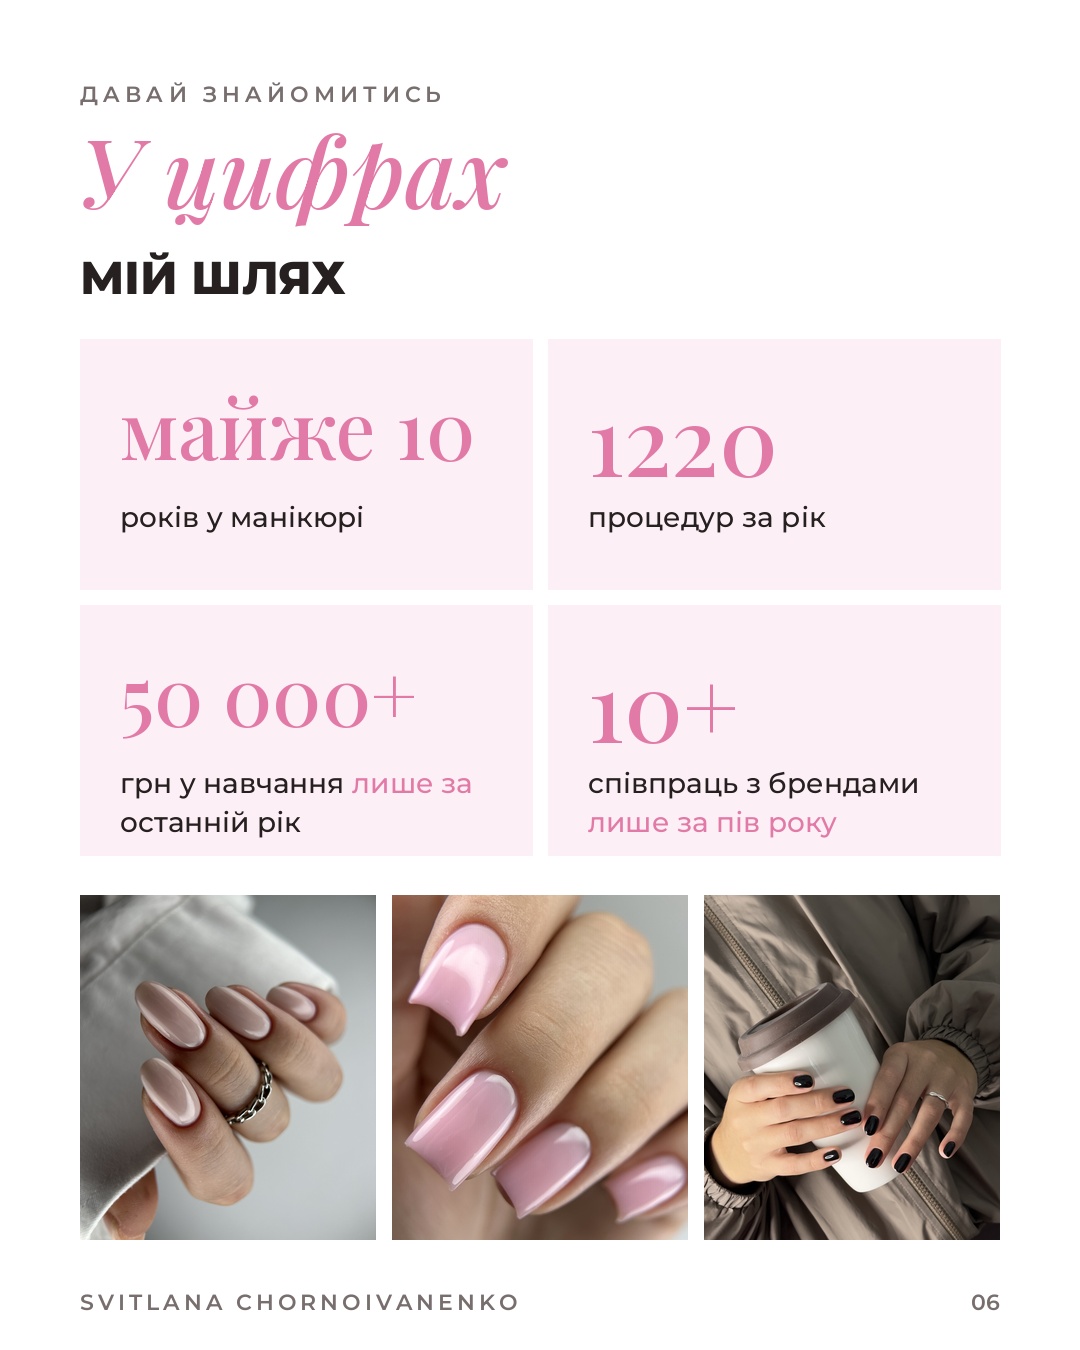 ДАВАЙ ЗНАЙОМИТИСЬ
У цифрах
МІЙ ШЛЯХ
майже 10
років у манікюрі
1220
процедур за рік
50 000+
грн у навчання лише за
останній рік
10+
співпраць з брендами
лише за пів року
SVITLANA CHORNOIVANENKO
06